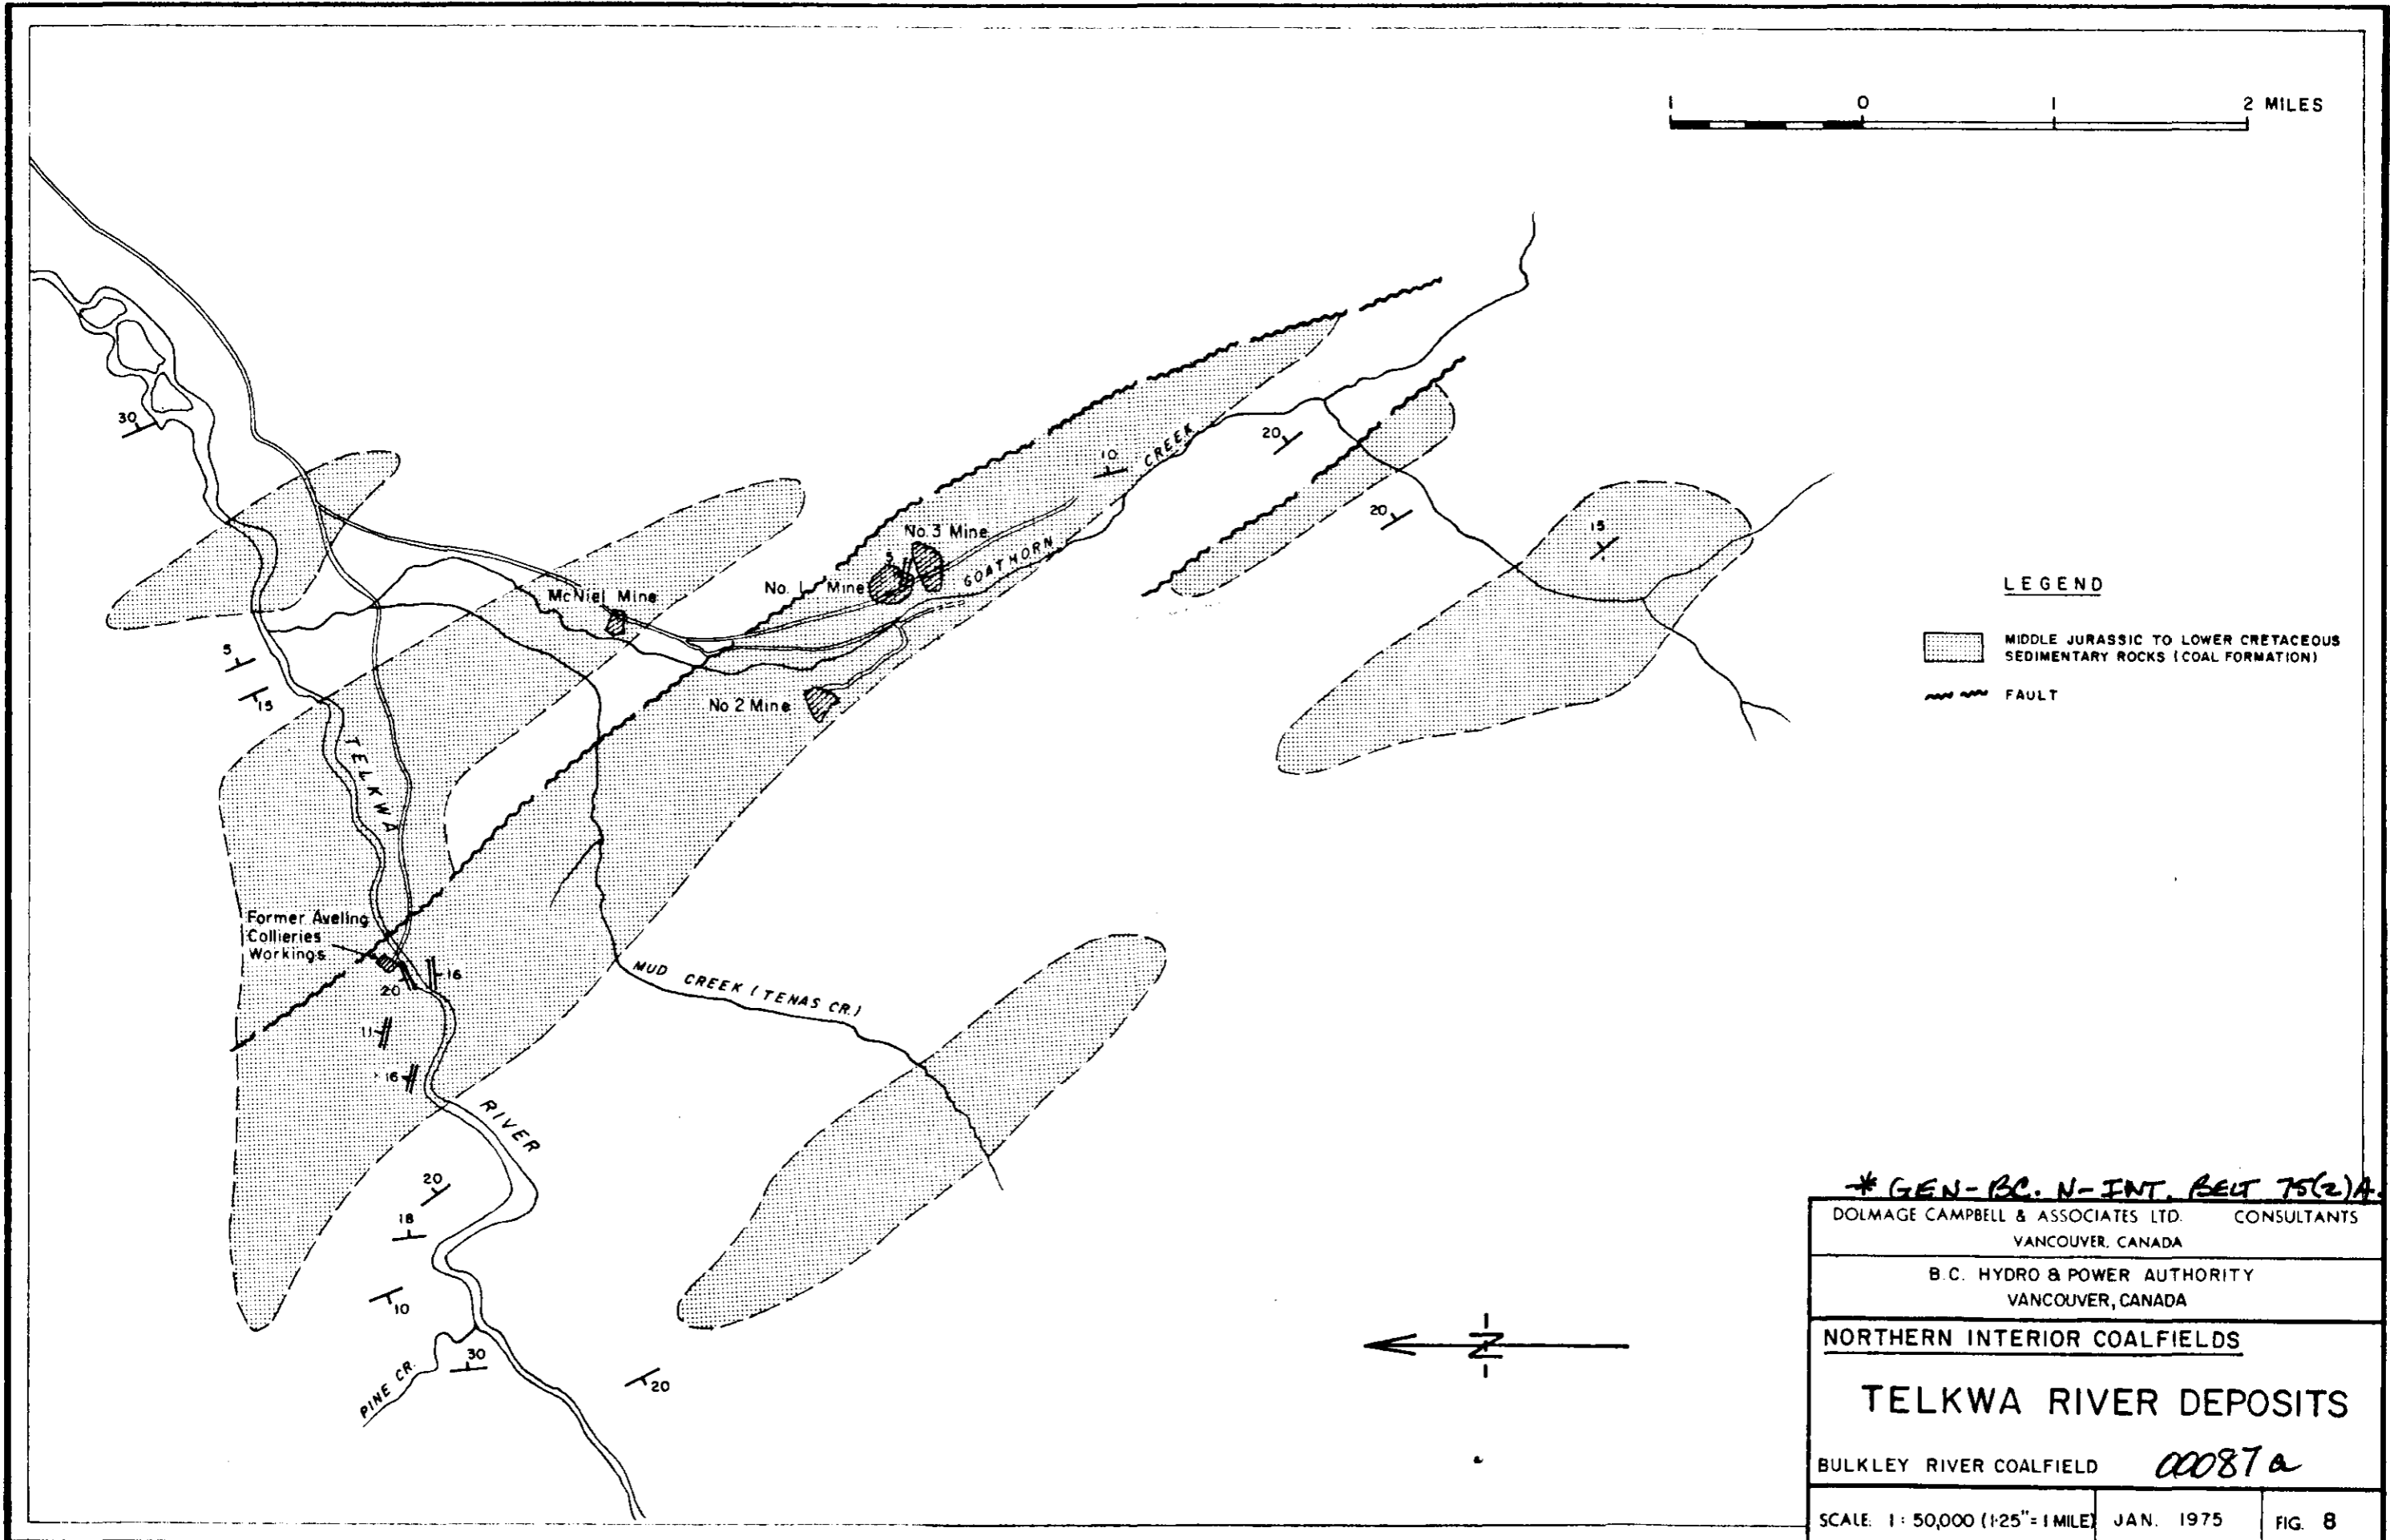 1 0 1 2 MILES
30
20
10
CREEK
20
15
No. 3 Mine
5
No. 1 Mine
GOATHORN
McNiel Mine
LEGEND
MIDDLE JURASSIC TO LOWER CRETACEOUS
SEDIMENTARY ROCKS (COAL FORMATION)
FAULT
5
15
No 2 Mine
TELKWA
Former Aveling
Collieries
Workings
16
20
MUD CREEK (TENAS CR.)
11
16
RIVER
20
18
10
30
PINE CR.
20
N
* GEN-BC. N-INT. BELT 75(2)A.
DOLMAGE CAMPBELL & ASSOCIATES LTD. CONSULTANTS
VANCOUVER, CANADA
B.C. HYDRO & POWER AUTHORITY
VANCOUVER, CANADA
NORTHERN INTERIOR COALFIELDS
TELKWA RIVER DEPOSITS
BULKLEY RIVER COALFIELD 00087a
SCALE: 1 : 50,000 (1·25" = 1 MILE) JAN. 1975 FIG. 8